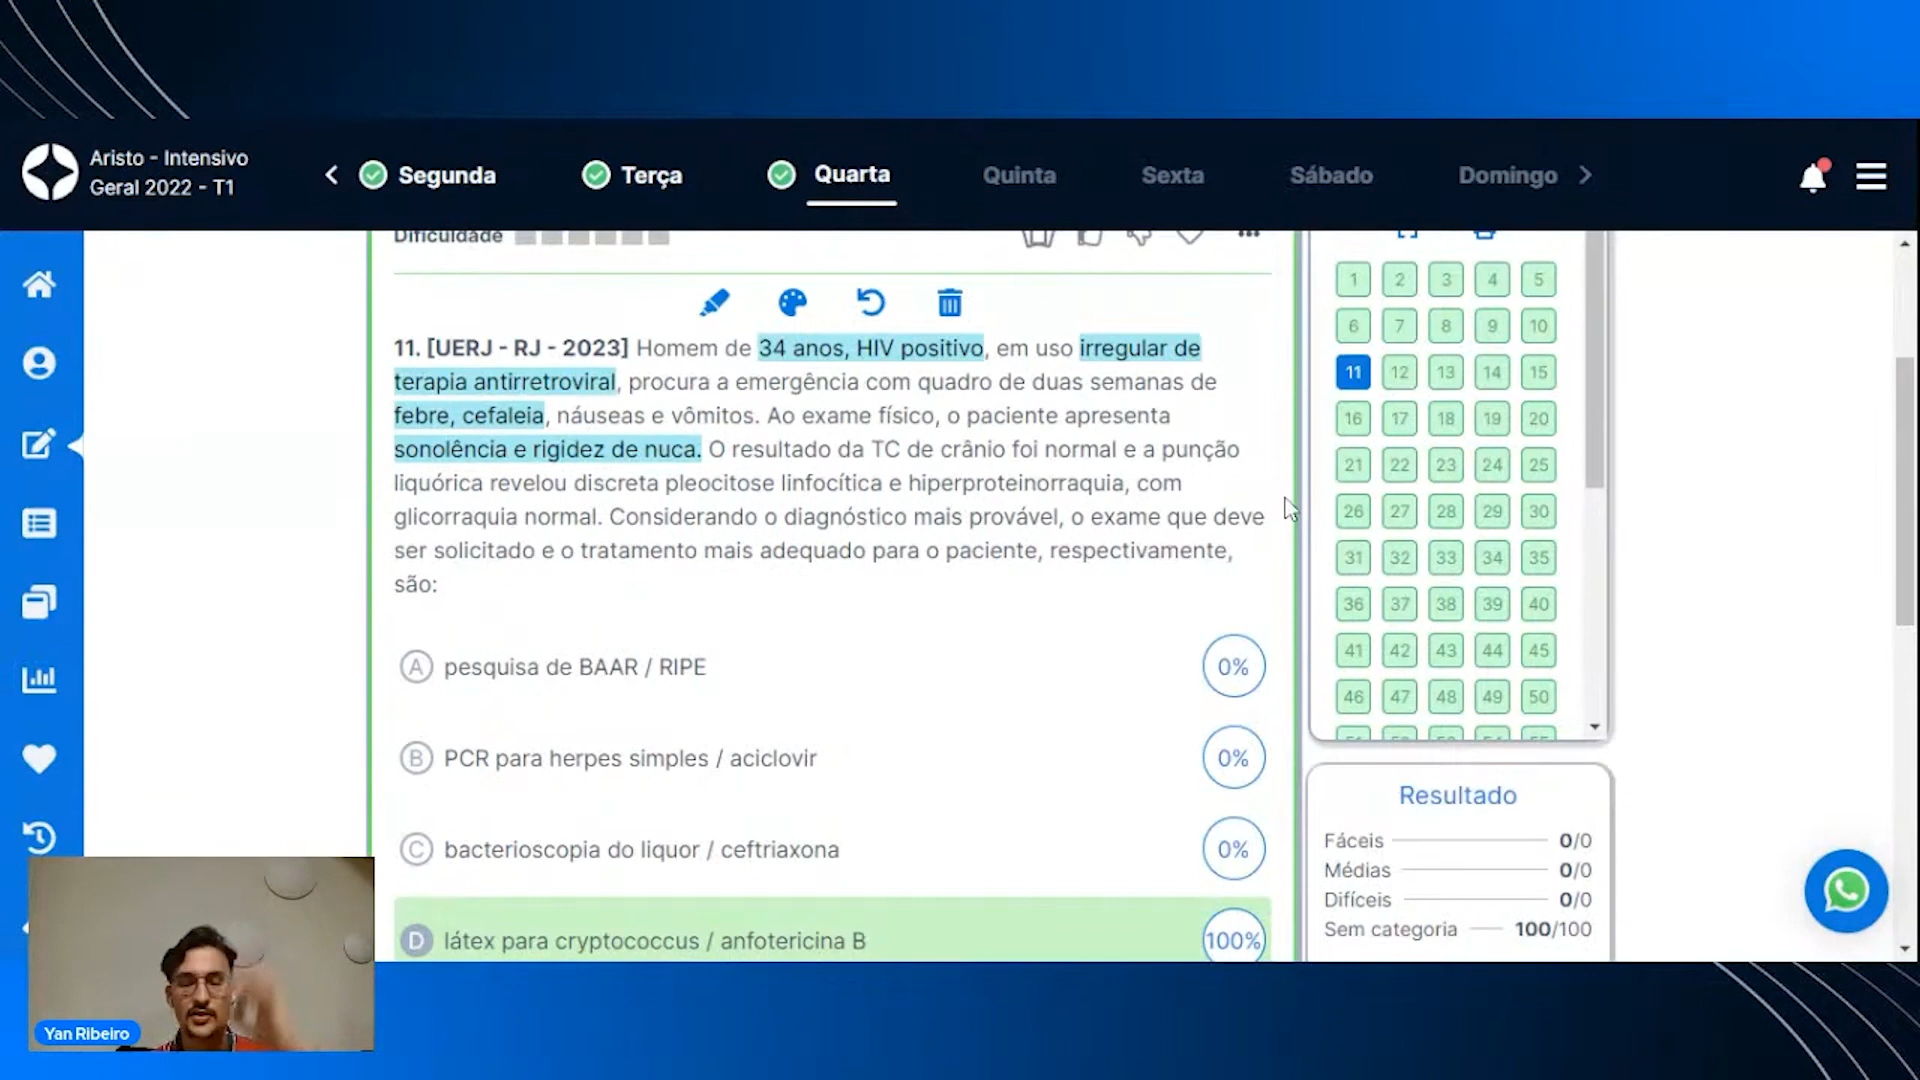 Aristo - Intensivo
Geral 2022 - T1
Segunda
Terça
Quarta
Quinta
Sexta
Sábado
Domingo
Dificuldade
11. [UERJ - RJ - 2023] Homem de 34 anos, HIV positivo, em uso irregular de
terapia antirretroviral, procura a emergência com quadro de duas semanas de
febre, cefaleia, náuseas e vômitos. Ao exame físico, o paciente apresenta
sonolência e rigidez de nuca. O resultado da TC de crânio foi normal e a punção
liquórica revelou discreta pleocitose linfocítica e hiperproteinorraquia, com
glicorraquia normal. Considerando o diagnóstico mais provável, o exame que deve
ser solicitado e o tratamento mais adequado para o paciente, respectivamente,
são:
A pesquisa de BAAR / RIPE 0%
B PCR para herpes simples / aciclovir 0%
C bacterioscopia do liquor / ceftriaxona 0%
D látex para cryptococcus / anfotericina B 100%
1 2 3 4 5
6 7 8 9 10
11 12 13 14 15
16 17 18 19 20
21 22 23 24 25
26 27 28 29 30
31 32 33 34 35
36 37 38 39 40
41 42 43 44 45
46 47 48 49 50
Resultado
Fáceis 0/0
Médias 0/0
Difíceis 0/0
Sem categoria 100/100
Yan Ribeiro